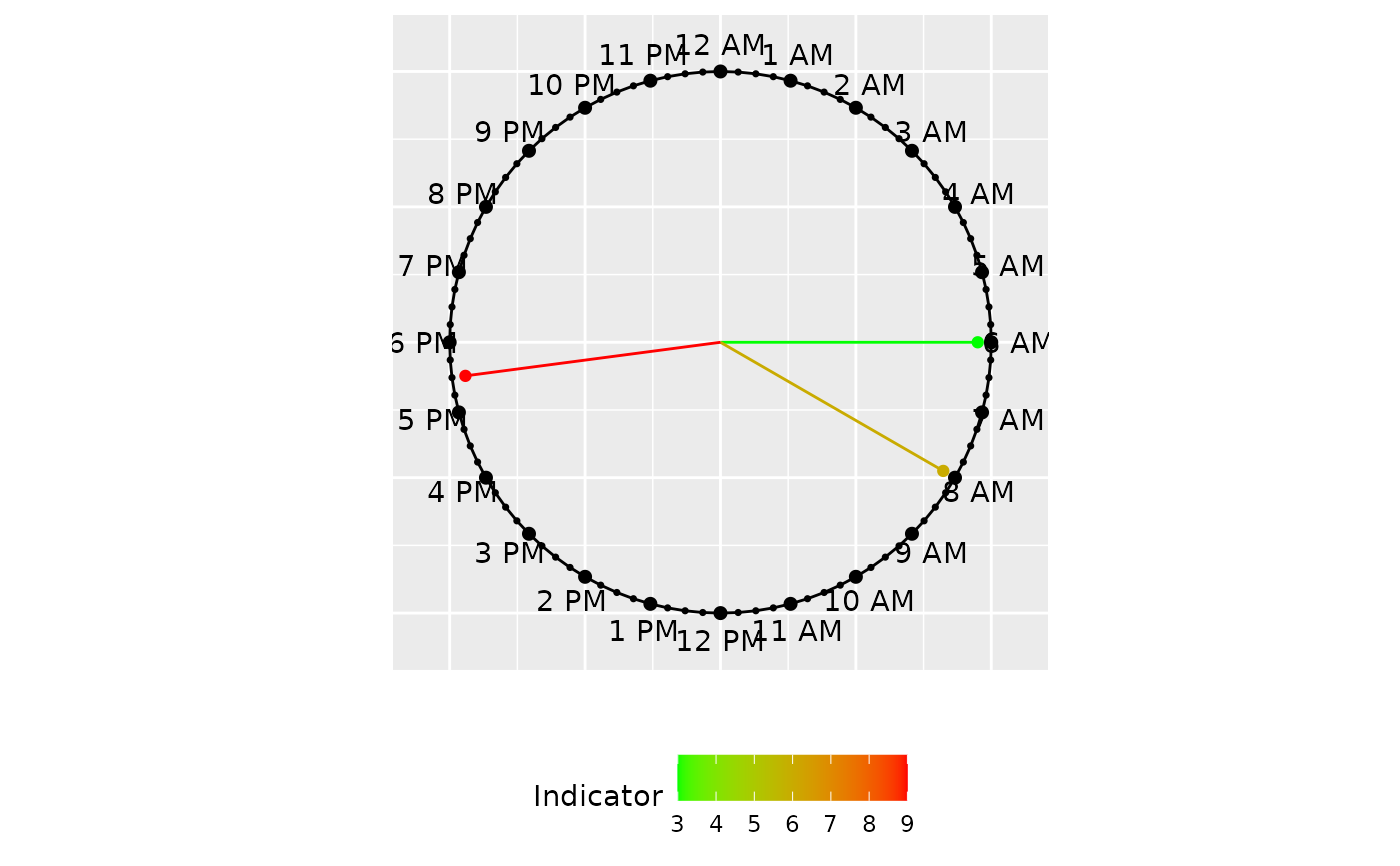 12 AM
11 PM
1 AM
10 PM
2 AM
9 PM
3 AM
8 PM
4 AM
7 PM
5 AM
6 PM
6 AM
5 PM
AM
4 PM
8 AM
3 PM
9 AM
2 PM
10 AM
1 PM
11 AM
12 PM
Indicator
3 4 5 6 7 8 9